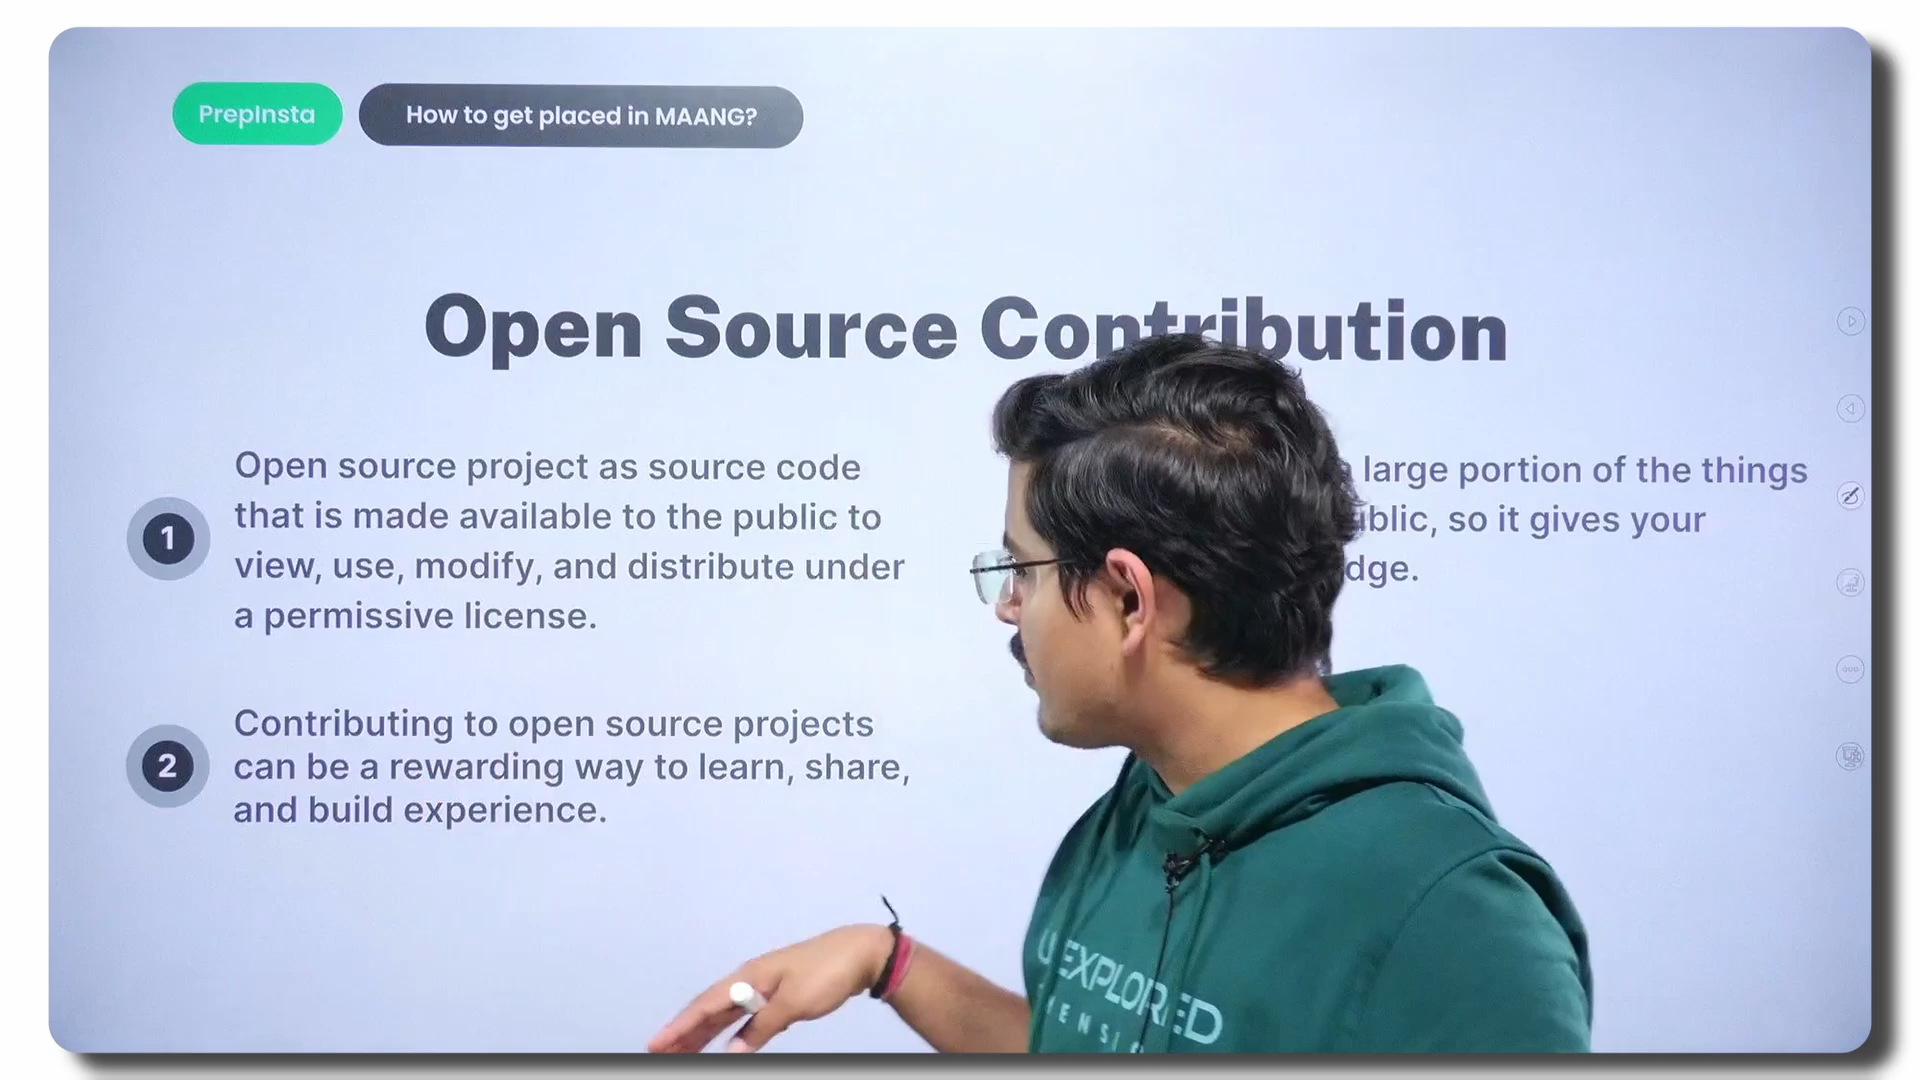 PrepInsta
How to get placed in MAANG?
Open Source Contribution
1
Open source project as source code
that is made available to the public to
view, use, modify, and distribute under
a permissive license.
2
Contributing to open source projects
can be a rewarding way to learn, share,
and build experience.
large portion of the things
so it gives your
EXPLORED